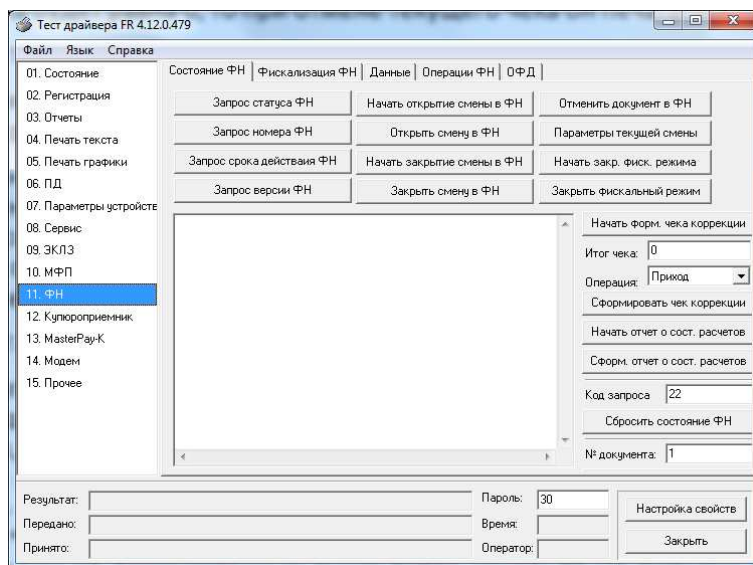 Тест драйвера FR 4.12.0.479
Файл Язык Справка
01. Состояние
02. Регистрация
03. Отчеты
04. Печать текста
05. Печать графики
06. ПД
07. Параметры устройств
08. Сервис
09. ЭКЛЗ
10. МФП
11. ФН
12. Купюроприемник
13. MasterPay-K
14. Модем
15. Прочее
Состояние ФН Фискализация ФН Данные Операции ФН ОФД
Запрос статуса ФН Начать открытие смены в ФН Отменить документ в ФН
Запрос номера ФН Открыть смену в ФН Параметры текущей смены
Запрос срока действаия ФН Начать закрытие смены в ФН Начать закр. фиск. режима
Запрос версии ФН Закрыть смену в ФН Закрыть фискальный режим
Начать форм. чека коррекции
Итог чека: 0
Операция: Приход
Сформировать чек коррекции
Начать отчет о сост. расчетов
Сформ. отчет о сост. расчетов
Код запроса 22
Сбросить состояние ФН
№ документа: 1
Результат: Пароль: 30 Настройка свойств
Передано: Время:
Принято: Оператор: Закрыть